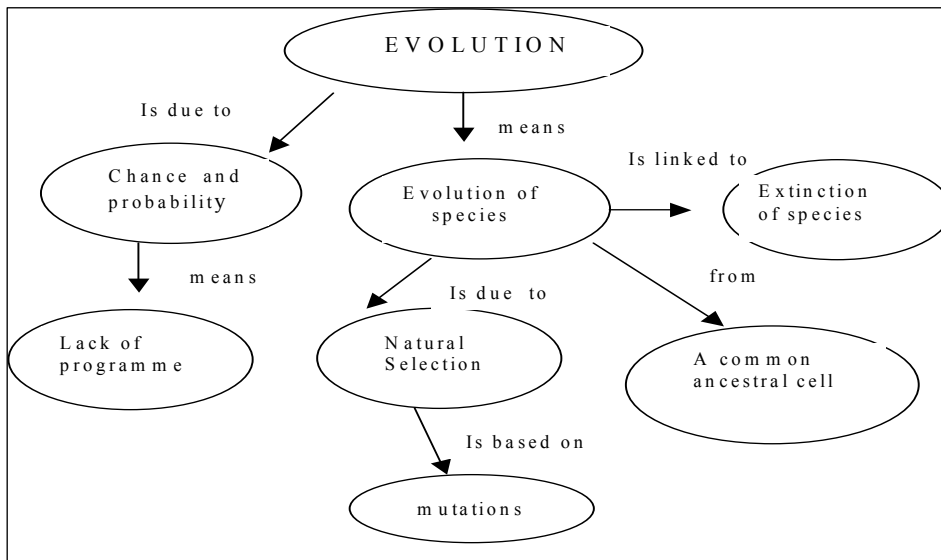 EVOLUTION
Is due to
means
Is linked to
Chance and
probability
Evolution of
species
Extinction
of species
means
from
Is due to
Lack of
programme
Natural
Selection
A common
ancestral cell
Is based on
mutations